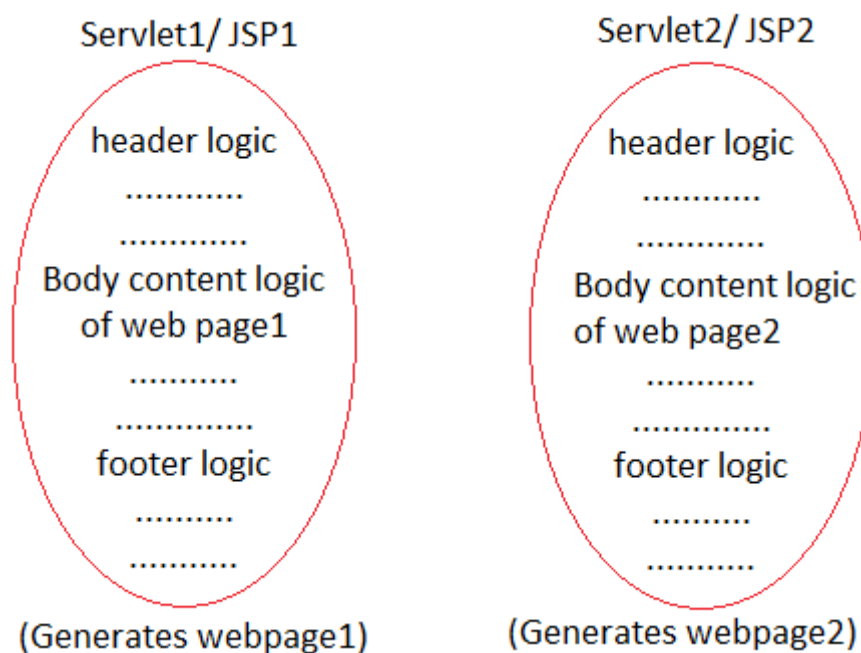 Servlet1/ JSP1
header logic
............
.............
Body content logic
of web page1
...........
..............
footer logic
..........
...........
(Generates webpage1)
Servlet2/ JSP2
header logic
............
.............
Body content logic
of web page2
...........
..............
footer logic
..........
...........
(Generates webpage2)